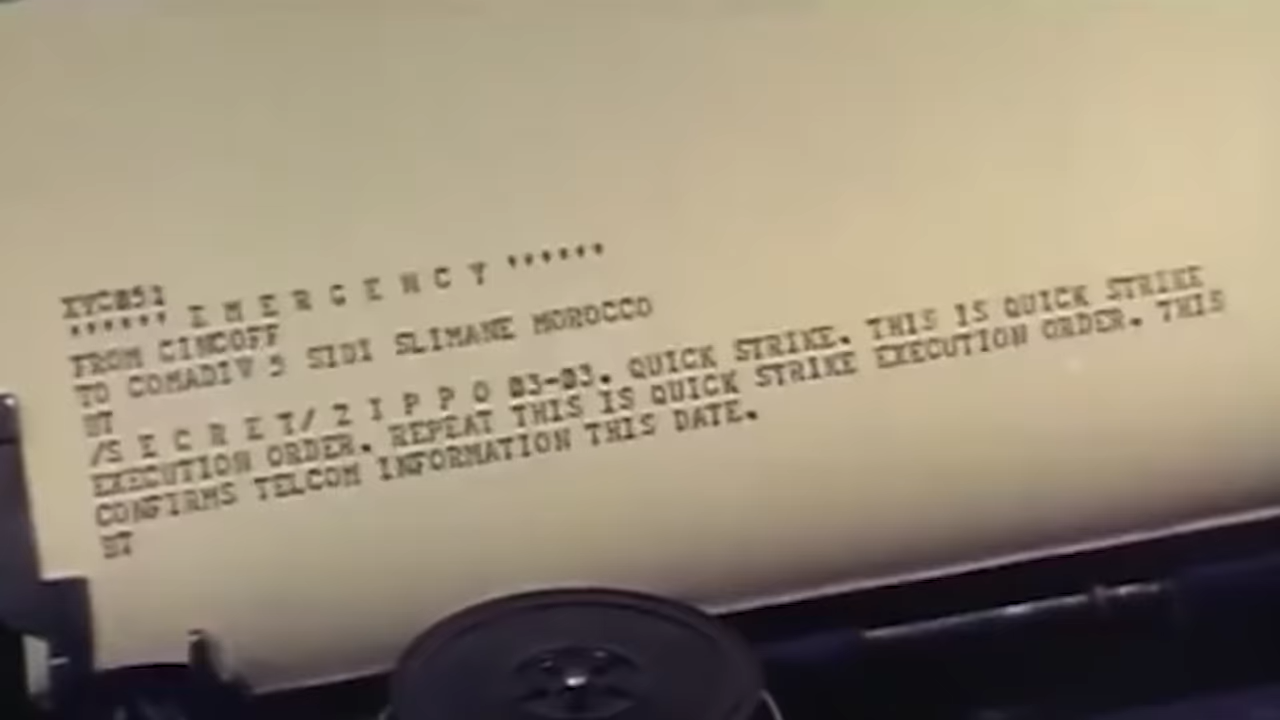 XYC051
'''''' E M E R G E N C Y ''''''
FROM CINCOFF
TO COMADIV 5 SIDI SLIMANE MOROCCO
BT
/S E C R E T/ Z I P P O 03-03. QUICK STRIKE. THIS IS QUICK STRIKE
EXECUTION ORDER. REPEAT THIS IS QUICK STRIKE EXECUTION ORDER. THIS
CONFIRMS TELCOM INFORMATION THIS DATE.
BT